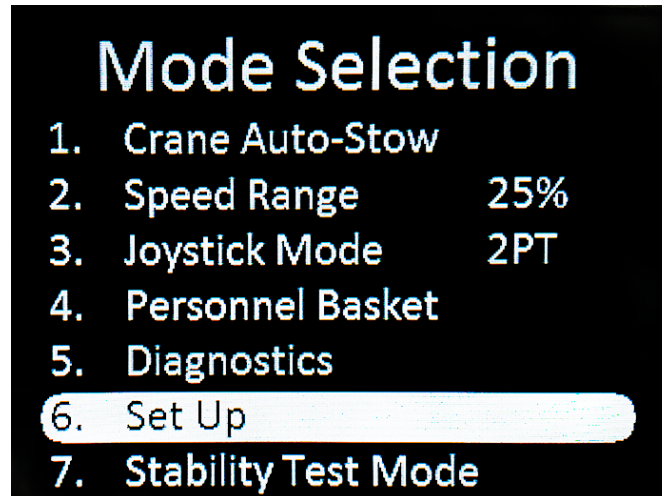 Mode Selection
1. Crane Auto-Stow
2. Speed Range 25%
3. Joystick Mode 2PT
4. Personnel Basket
5. Diagnostics
6. Set Up
7. Stability Test Mode